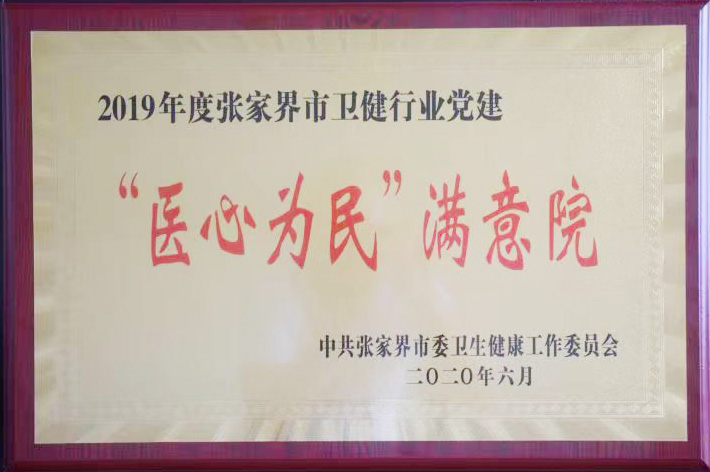 2019年度张家界市卫健行业党建
“医心为民”满意院
中共张家界市委卫生健康工作委员会
二〇二〇年六月